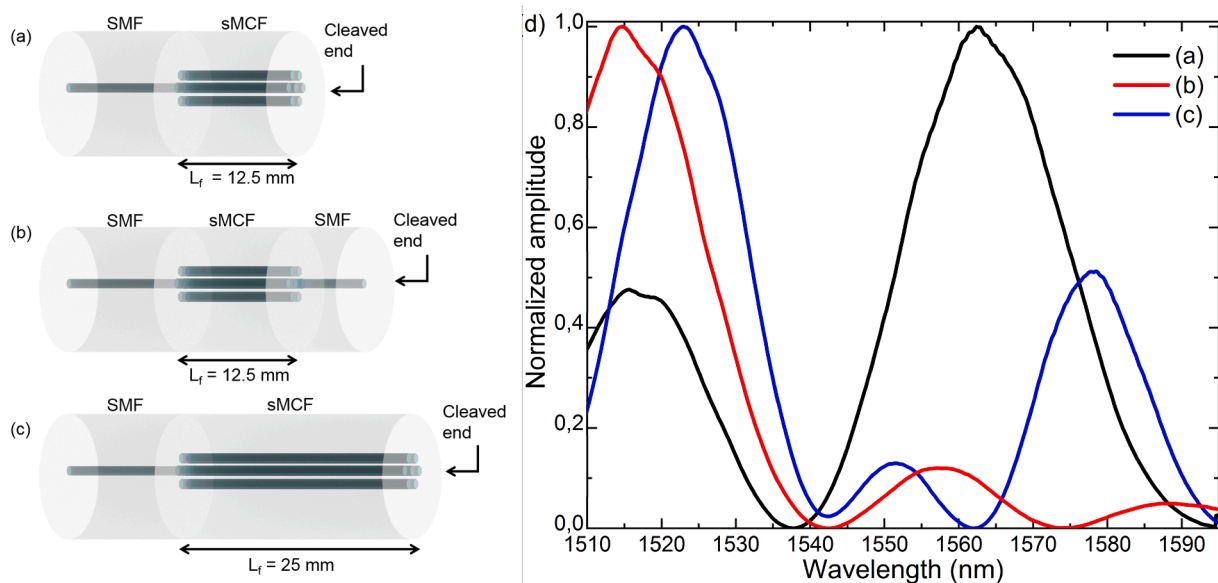 SMF sMCF
(a) Cleaved
end
L_f = 12.5 mm
SMF sMCF SMF
(b) Cleaved
end
L_f = 12.5 mm
SMF sMCF
(c) Cleaved
end
L_f = 25 mm
d)
Normalized amplitude
1,0
0,8
0,6
0,4
0,2
0,0
(a)
(b)
(c)
1510 1520 1530 1540 1550 1560 1570 1580 1590
Wavelength (nm)